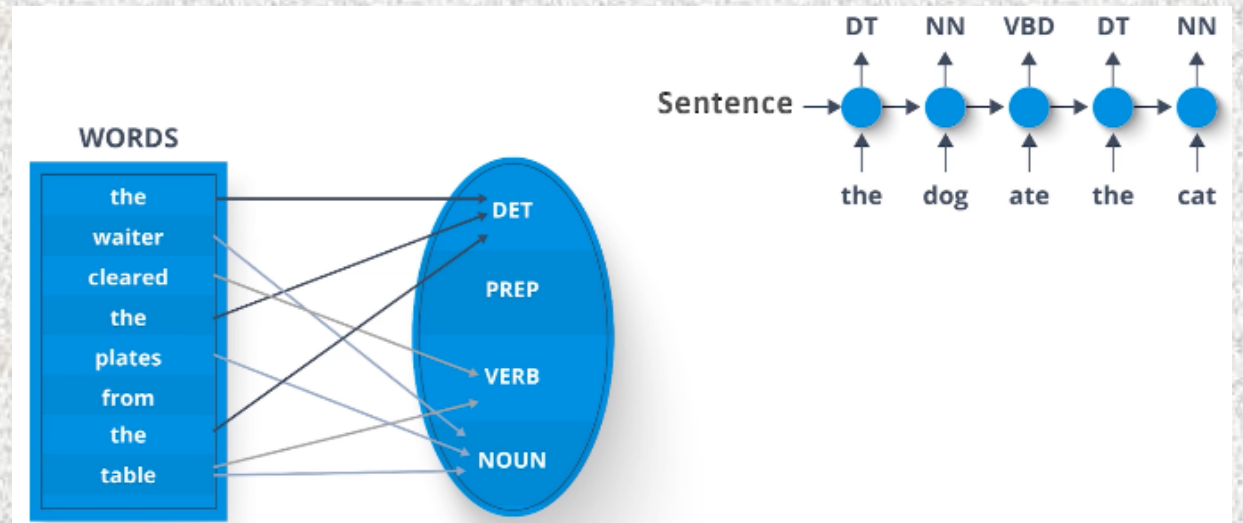 DT NN VBD DT NN
Sentence
the dog ate the cat
WORDS
the
waiter
cleared
the
plates
from
the
table
DET
PREP
VERB
NOUN